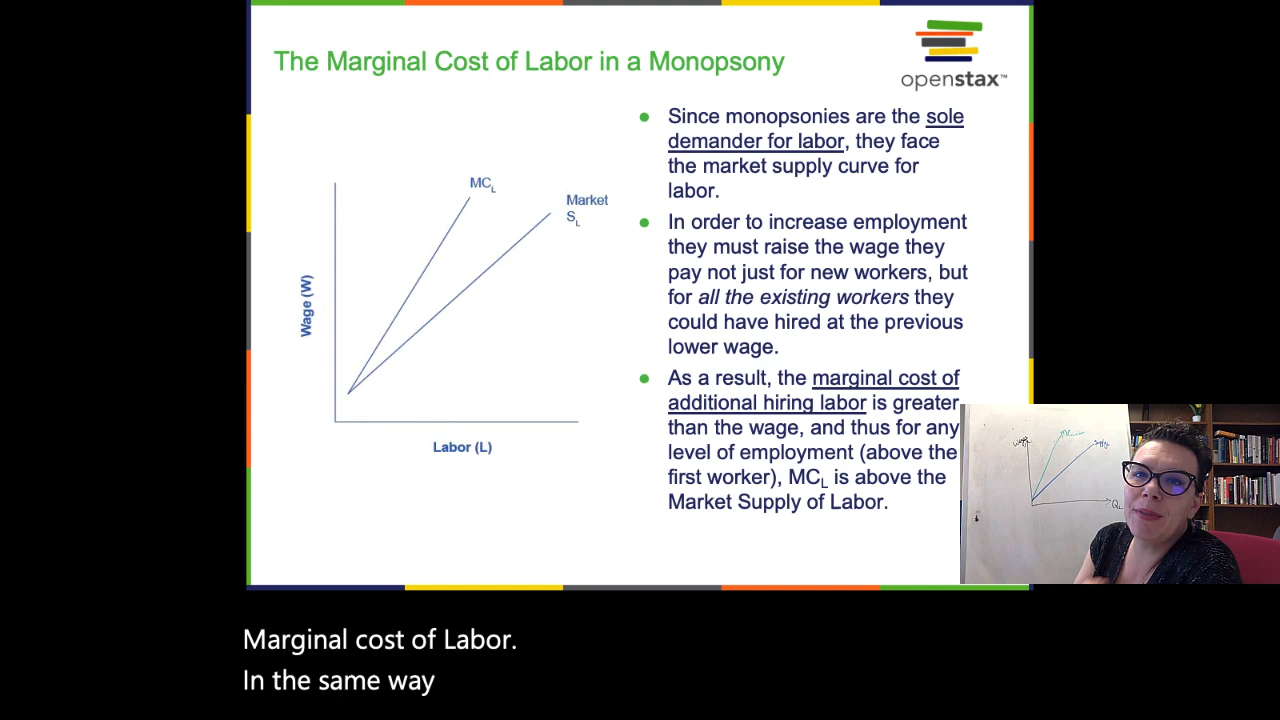 The Marginal Cost of Labor in a Monopsony
openstax™
MC_L
Market
S_L
Wage (W)
Labor (L)
● Since monopsonies are the sole
demander for labor, they face
the market supply curve for
labor.
● In order to increase employment
they must raise the wage they
pay not just for new workers, but
for all the existing workers they
could have hired at the previous
lower wage.
● As a result, the marginal cost of
additional hiring labor is greater
than the wage, and thus for any
level of employment (above the
first worker), MC_L is above the
Market Supply of Labor.
Wage
Supply
Marginal cost of Labor.
In the same way